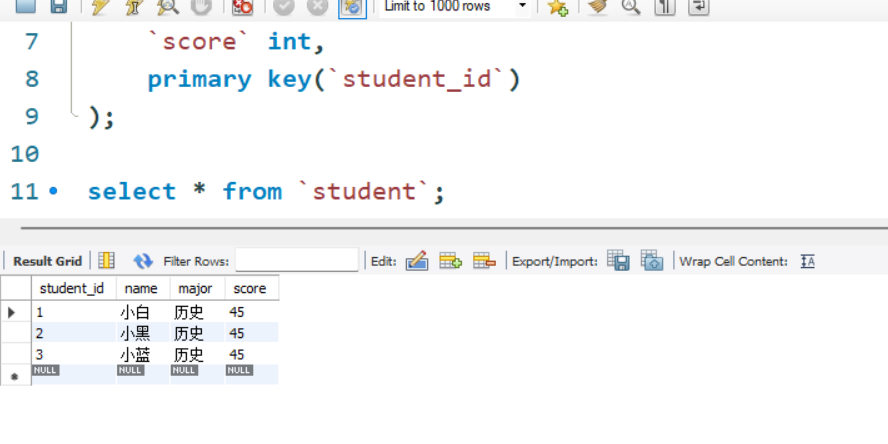 Limit to 1000 rows
7 `score` int,
8 primary key(`student_id`)
9 );
10
11 select * from `student`;
Result Grid Filter Rows: Edit: Export/Import: Wrap Cell Content:
student_id name major score
1 小白 历史 45
2 小黑 历史 45
3 小蓝 历史 45
NULL NULL NULL NULL